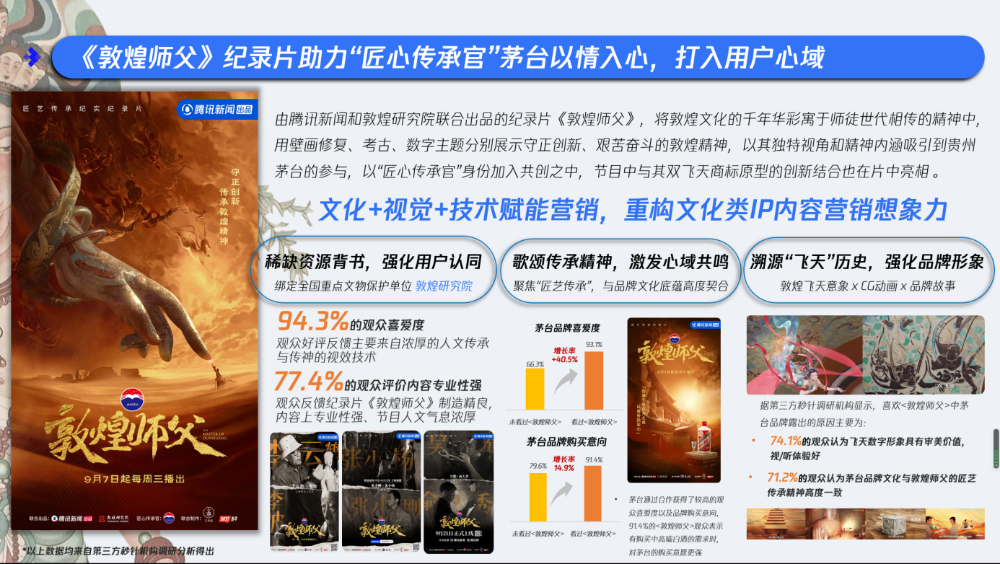 《敦煌师父》纪录片助力“匠心传承官”茅台以情入心，打入用户心域
匠艺传承纪实纪录片
腾讯新闻 出品
守正创新
传承敦煌精神
敦煌师父
THE MASTER OF DUNHUANG
9月7日起每周三播出
联合出品：腾讯新闻 出品 敦煌研究院 匠心传承官： 联合制作：
*以上数据均来自第三方秒针机构调研分析得出
由腾讯新闻和敦煌研究院联合出品的纪录片《敦煌师父》，将敦煌文化的千年华彩寓于师徒世代相传的精神中，
用壁画修复、考古、数字主题分别展示守正创新、艰苦奋斗的敦煌精神，以其独特视角和精神内涵吸引到贵州
茅台的参与，以“匠心传承官”身份加入共创之中，节目中与其双飞天商标原型的创新结合也在片中亮相。
文化+视觉+技术赋能营销，重构文化类IP内容营销想象力
稀缺资源背书，强化用户认同
绑定全国重点文物保护单位 敦煌研究院
94.3%的观众喜爱度
观众好评反馈主要来自浓厚的人文传承
与传神的视效技术
77.4%的观众评价内容专业性强
观众反馈纪录片《敦煌师父》制造精良，
内容上专业性强、节目人文气息浓厚
敦煌师父
敦煌师父
敦煌师父
9月21日正式上线
歌颂传承精神，激发心域共鸣
聚焦“匠艺传承”，与品牌文化底蕴高度契合
茅台品牌喜爱度
增长率
+40.5%
66.3%
93.1%
未看过<敦煌师父>
看过<敦煌师父>
茅台品牌购买意向
增长率
14.9%
79.6%
91.4%
未看过<敦煌师父>
看过<敦煌师父>
腾讯新闻 出品
敦煌师父
9月7日起每周三播出
• 茅台通过合作获得了较高的观
众喜爱度以及品牌购买意向，
91.4%的<敦煌师父>观众表示
有购买中高端白酒的需求时，
对茅台的购买意愿更强
溯源“飞天”历史，强化品牌形象
敦煌飞天意象 x CG动画 x 品牌故事
双飞天
据第三方秒针调研机构显示，喜欢<敦煌师父>中茅
台品牌露出的原因主要为：
• 74.1%的观众认为飞天数字形象具有审美价值，
视/听体验好
• 71.2%的观众认为茅台品牌文化与敦煌师父的匠艺
传承精神高度一致